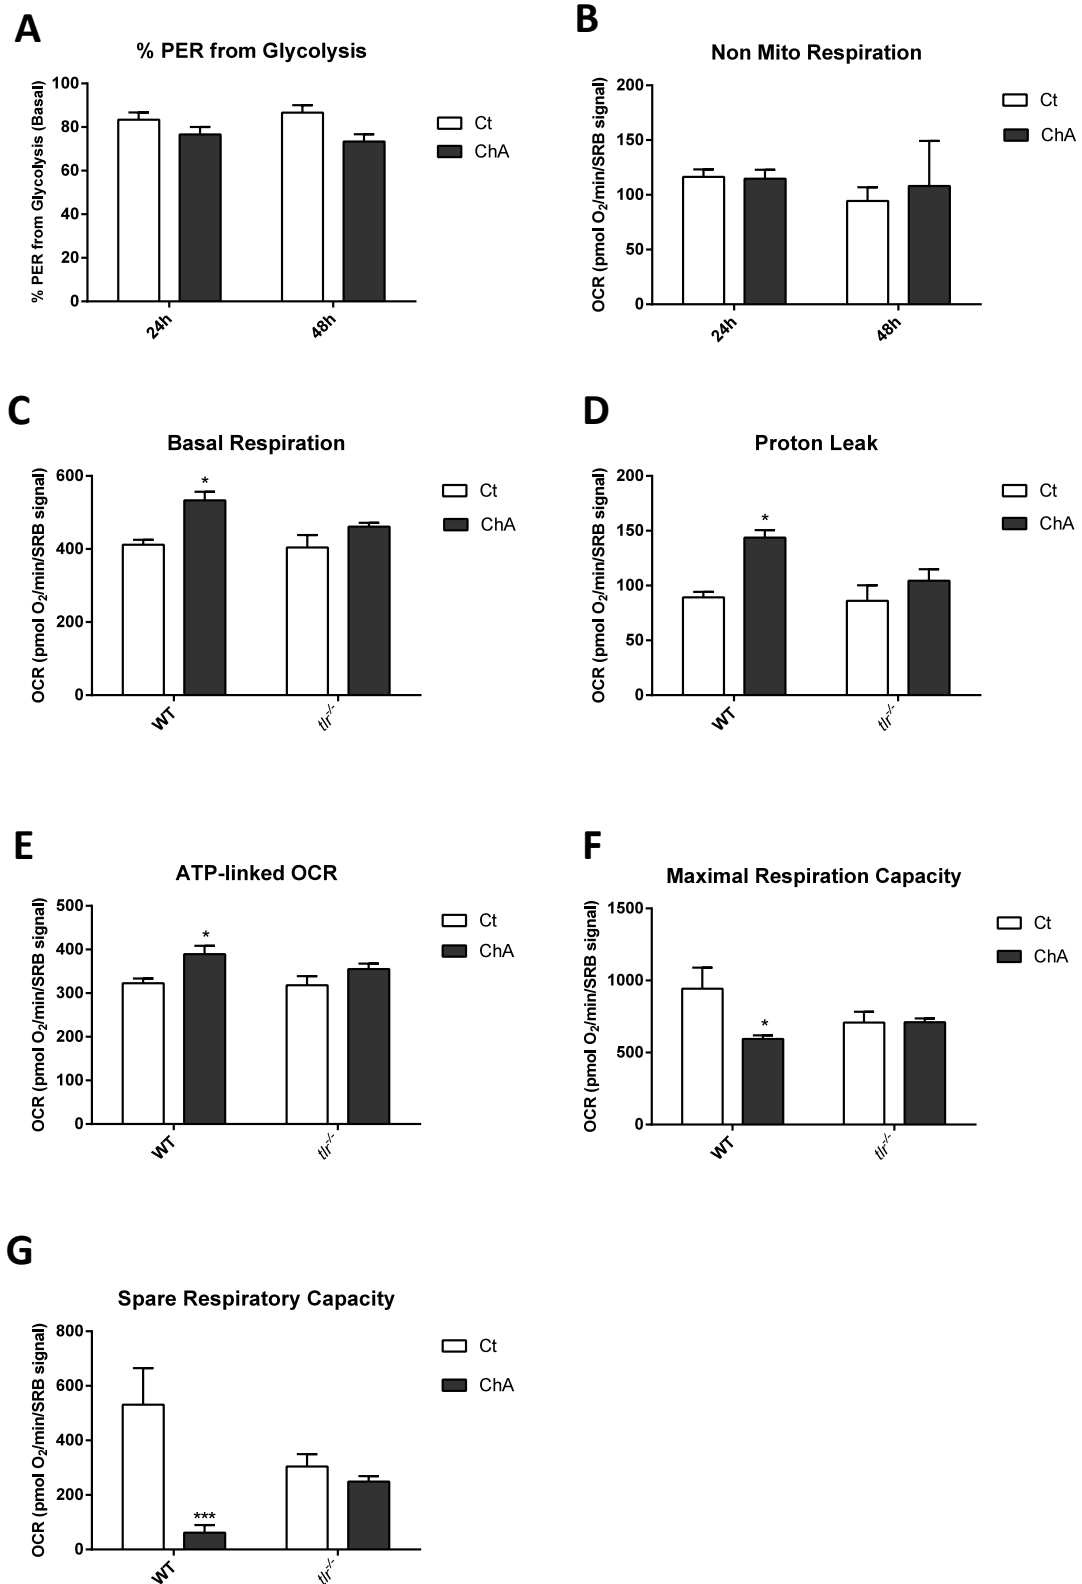 A
% PER from Glycolysis
% PER from Glycolysis (Basal)
100
80
60
40
20
0
24h
48h
Ct
ChA
B
Non Mito Respiration
OCR (pmol O2/min/SRB signal)
200
150
100
50
0
24h
48h
Ct
ChA
C
Basal Respiration
OCR (pmol O2/min/SRB signal)
600
400
200
0
*
WT
tlr-/-
Ct
ChA
D
Proton Leak
OCR (pmol O2/min/SRB signal)
200
150
100
50
0
*
WT
tlr-/-
Ct
ChA
E
ATP-linked OCR
OCR (pmol O2/min/SRB signal)
500
400
300
200
100
0
*
WT
tlr-/-
Ct
ChA
F
Maximal Respiration Capacity
OCR (pmol O2/min/SRB signal)
1500
1000
500
0
*
WT
tlr-/-
Ct
ChA
G
Spare Respiratory Capacity
OCR (pmol O2/min/SRB signal)
800
600
400
200
0
***
WT
tlr-/-
Ct
ChA